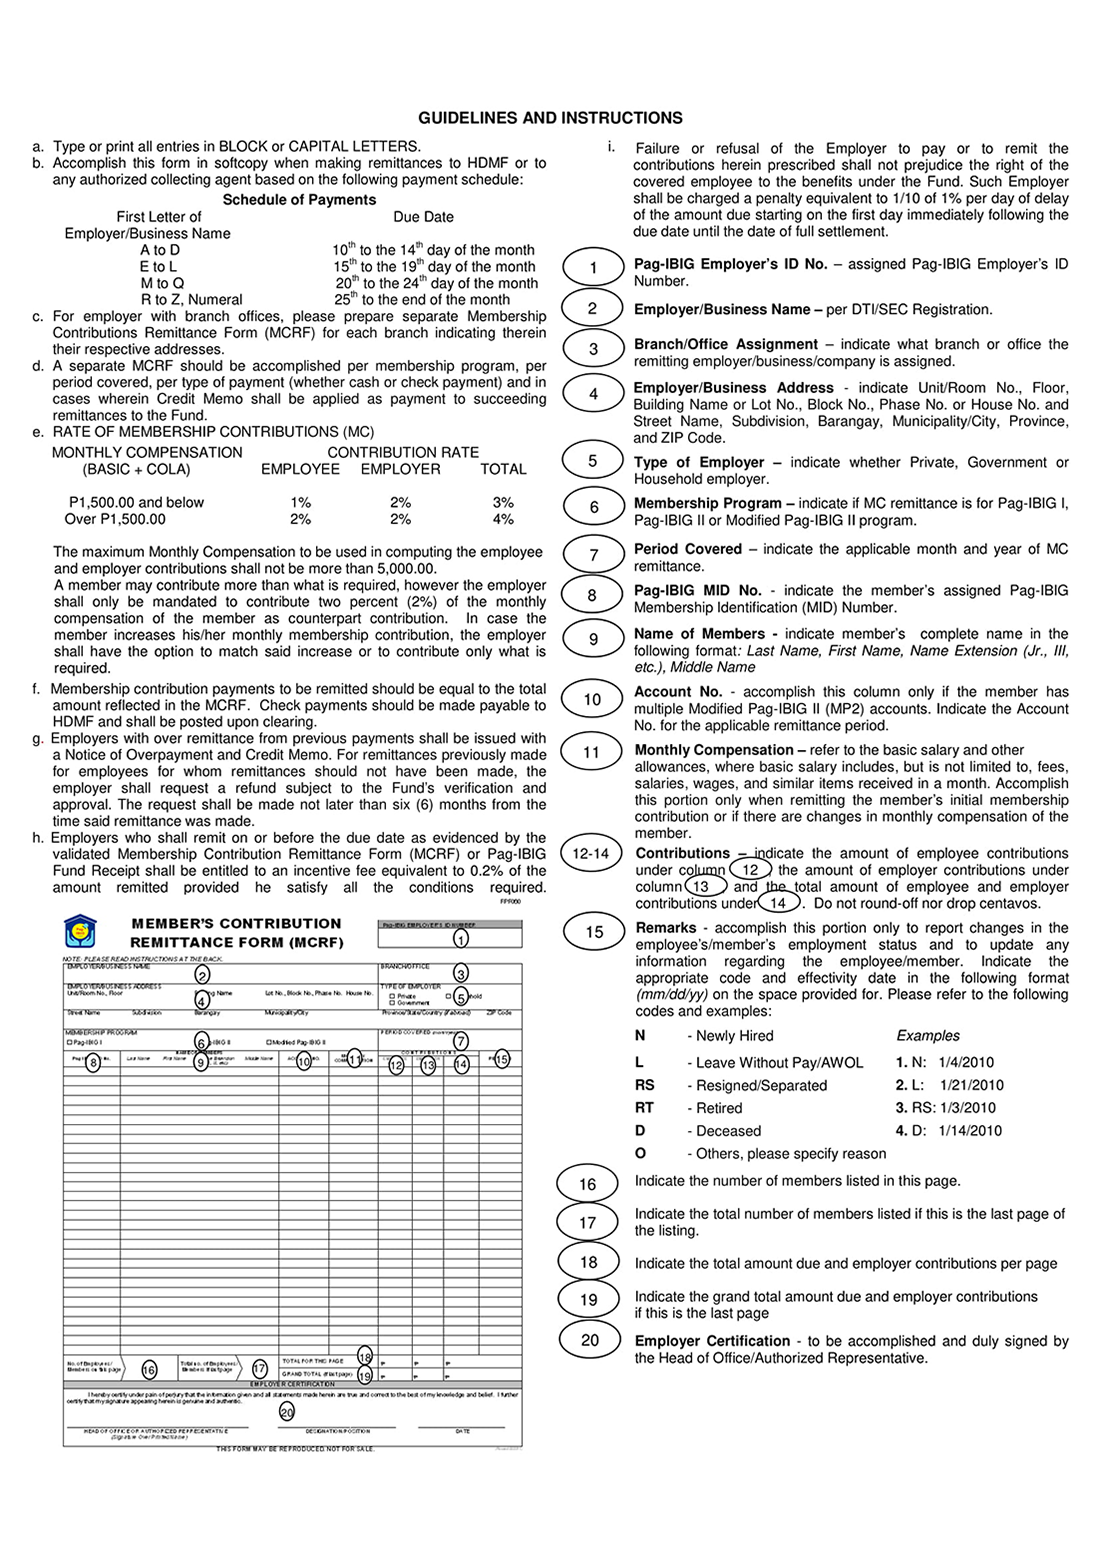 GUIDELINES AND INSTRUCTIONS
a. Type or print all entries in BLOCK or CAPITAL LETTERS.
b. Accomplish this form in softcopy when making remittances to HDMF or to
any authorized collecting agent based on the following payment schedule:
Schedule of Payments
First Letter of Due Date
Employer/Business Name
A to D 10th to the 14th day of the month
E to L 15th to the 19th day of the month
M to Q 20th to the 24th day of the month
R to Z, Numeral 25th to the end of the month
c. For employer with branch offices, please prepare separate Membership
Contributions Remittance Form (MCRF) for each branch indicating therein
their respective addresses.
d. A separate MCRF should be accomplished per membership program, per
period covered, per type of payment (whether cash or check payment) and in
cases wherein Credit Memo shall be applied as payment to succeeding
remittances to the Fund.
e. RATE OF MEMBERSHIP CONTRIBUTIONS (MC)
MONTHLY COMPENSATION CONTRIBUTION RATE
(BASIC + COLA) EMPLOYEE EMPLOYER TOTAL
P1,500.00 and below 1% 2% 3%
Over P1,500.00 2% 2% 4%
The maximum Monthly Compensation to be used in computing the employee
and employer contributions shall not be more than 5,000.00.
A member may contribute more than what is required, however the employer
shall only be mandated to contribute two percent (2%) of the monthly
compensation of the member as counterpart contribution. In case the
member increases his/her monthly membership contribution, the employer
shall have the option to match said increase or to contribute only what is
required.
f. Membership contribution payments to be remitted should be equal to the total
amount reflected in the MCRF. Check payments should be made payable to
HDMF and shall be posted upon clearing.
g. Employers with over remittance from previous payments shall be issued with
a Notice of Overpayment and Credit Memo. For remittances previously made
for employees for whom remittances should not have been made, the
employer shall request a refund subject to the Fund's verification and
approval. The request shall be made not later than six (6) months from the
time said remittance was made.
h. Employers who shall remit on or before the due date as evidenced by the
validated Membership Contribution Remittance Form (MCRF) or Pag-IBIG
Fund Receipt shall be entitled to an incentive fee equivalent to 0.2% of the
amount remitted provided he satisfy all the conditions required.
FPF060
MEMBER'S CONTRIBUTION
REMITTANCE FORM (MCRF)
Pag-IBIG EMPLOYER'S ID NUMBER
1
NOTE: PLEASE READ INSTRUCTIONS AT THE BACK.
EMPLOYER/BUSINESS NAME 2 BRANCH/OFFICE 3
EMPLOYER/BUSINESS ADDRESS TYPE OF EMPLOYER
Unit/Room No., Floor 4 Name Lot No., Block No., Phase No. House No. Private 5
Government
Street Name Subdivision Barangay Municipality/City Province/State/Country (if abroad) ZIP Code
MEMBERSHIP PROGRAM PERIOD COVERED
Pag-IBIG I 6 Modified Pag-IBIG II 7
CONTRIBUTIONS
8 Last Name First Name 9 Middle Name 10 11 12 13 14 15
No. of Employees/ Members on this page 16 Total no. of Employees/ Members if last page 17 TOTAL FOR THIS PAGE 18
GRAND TOTAL (if last page) 19
EMPLOYER CERTIFICATION
I hereby certify under pain of perjury that the information given and all statements made herein are true and correct to the best of my knowledge and belief. I further
certify that my signature appearing herein is genuine and authentic.
20
HEAD OF OFFICE OR AUTHORIZED REPRESENTATIVE DESIGNATION/POSITION DATE
(Signature Over Printed Name)
THIS FORM MAY BE REPRODUCED. NOT FOR SALE.
i. Failure or refusal of the Employer to pay or to remit the
contributions herein prescribed shall not prejudice the right of the
covered employee to the benefits under the Fund. Such Employer
shall be charged a penalty equivalent to 1/10 of 1% per day of delay
of the amount due starting on the first day immediately following the
due date until the date of full settlement.
1 Pag-IBIG Employer's ID No. – assigned Pag-IBIG Employer's ID
Number.
2 Employer/Business Name – per DTI/SEC Registration.
3 Branch/Office Assignment – indicate what branch or office the
remitting employer/business/company is assigned.
4 Employer/Business Address - indicate Unit/Room No., Floor,
Building Name or Lot No., Block No., Phase No. or House No. and
Street Name, Subdivision, Barangay, Municipality/City, Province,
and ZIP Code.
5 Type of Employer – indicate whether Private, Government or
Household employer.
6 Membership Program – indicate if MC remittance is for Pag-IBIG I,
Pag-IBIG II or Modified Pag-IBIG II program.
7 Period Covered – indicate the applicable month and year of MC
remittance.
8 Pag-IBIG MID No. - indicate the member's assigned Pag-IBIG
Membership Identification (MID) Number.
9 Name of Members - indicate member's complete name in the
following format: Last Name, First Name, Name Extension (Jr., III,
etc.), Middle Name
10 Account No. - accomplish this column only if the member has
multiple Modified Pag-IBIG II (MP2) accounts. Indicate the Account
No. for the applicable remittance period.
11 Monthly Compensation – refer to the basic salary and other
allowances, where basic salary includes, but is not limited to, fees,
salaries, wages, and similar items received in a month. Accomplish
this portion only when remitting the member's initial membership
contribution or if there are changes in monthly compensation of the
member.
12-14 Contributions – indicate the amount of employee contributions
under column 12 the amount of employer contributions under
column 13 and the total amount of employee and employer
contributions under 14 . Do not round-off nor drop centavos.
15 Remarks - accomplish this portion only to report changes in the
employee's/member's employment status and to update any
information regarding the employee/member. Indicate the
appropriate code and effectivity date in the following format
(mm/dd/yy) on the space provided for. Please refer to the following
codes and examples:
N - Newly Hired Examples
L - Leave Without Pay/AWOL 1. N: 1/4/2010
RS - Resigned/Separated 2. L: 1/21/2010
RT - Retired 3. RS: 1/3/2010
D - Deceased 4. D: 1/14/2010
O - Others, please specify reason
16 Indicate the number of members listed in this page.
17 Indicate the total number of members listed if this is the last page of
the listing.
18 Indicate the total amount due and employer contributions per page
19 Indicate the grand total amount due and employer contributions
if this is the last page
20 Employer Certification - to be accomplished and duly signed by
the Head of Office/Authorized Representative.